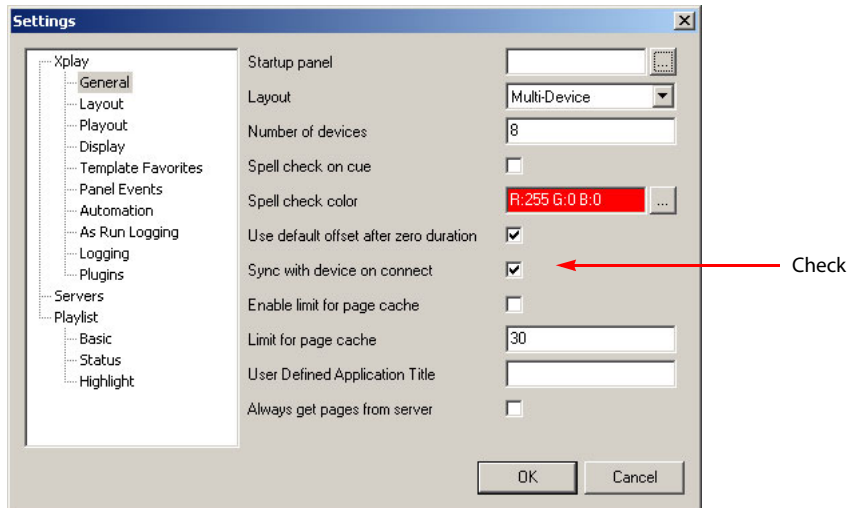 Settings
Xplay
General
Layout
Playout
Display
Template Favorites
Panel Events
Automation
As Run Logging
Logging
Plugins
Servers
Playlist
Basic
Status
Highlight
Startup panel ...
Layout Multi-Device
Number of devices 8
Spell check on cue
Spell check color R:255 G:0 B:0 ...
Use default offset after zero duration
Sync with device on connect
Enable limit for page cache
Limit for page cache 30
User Defined Application Title
Always get pages from server
Check
OK Cancel